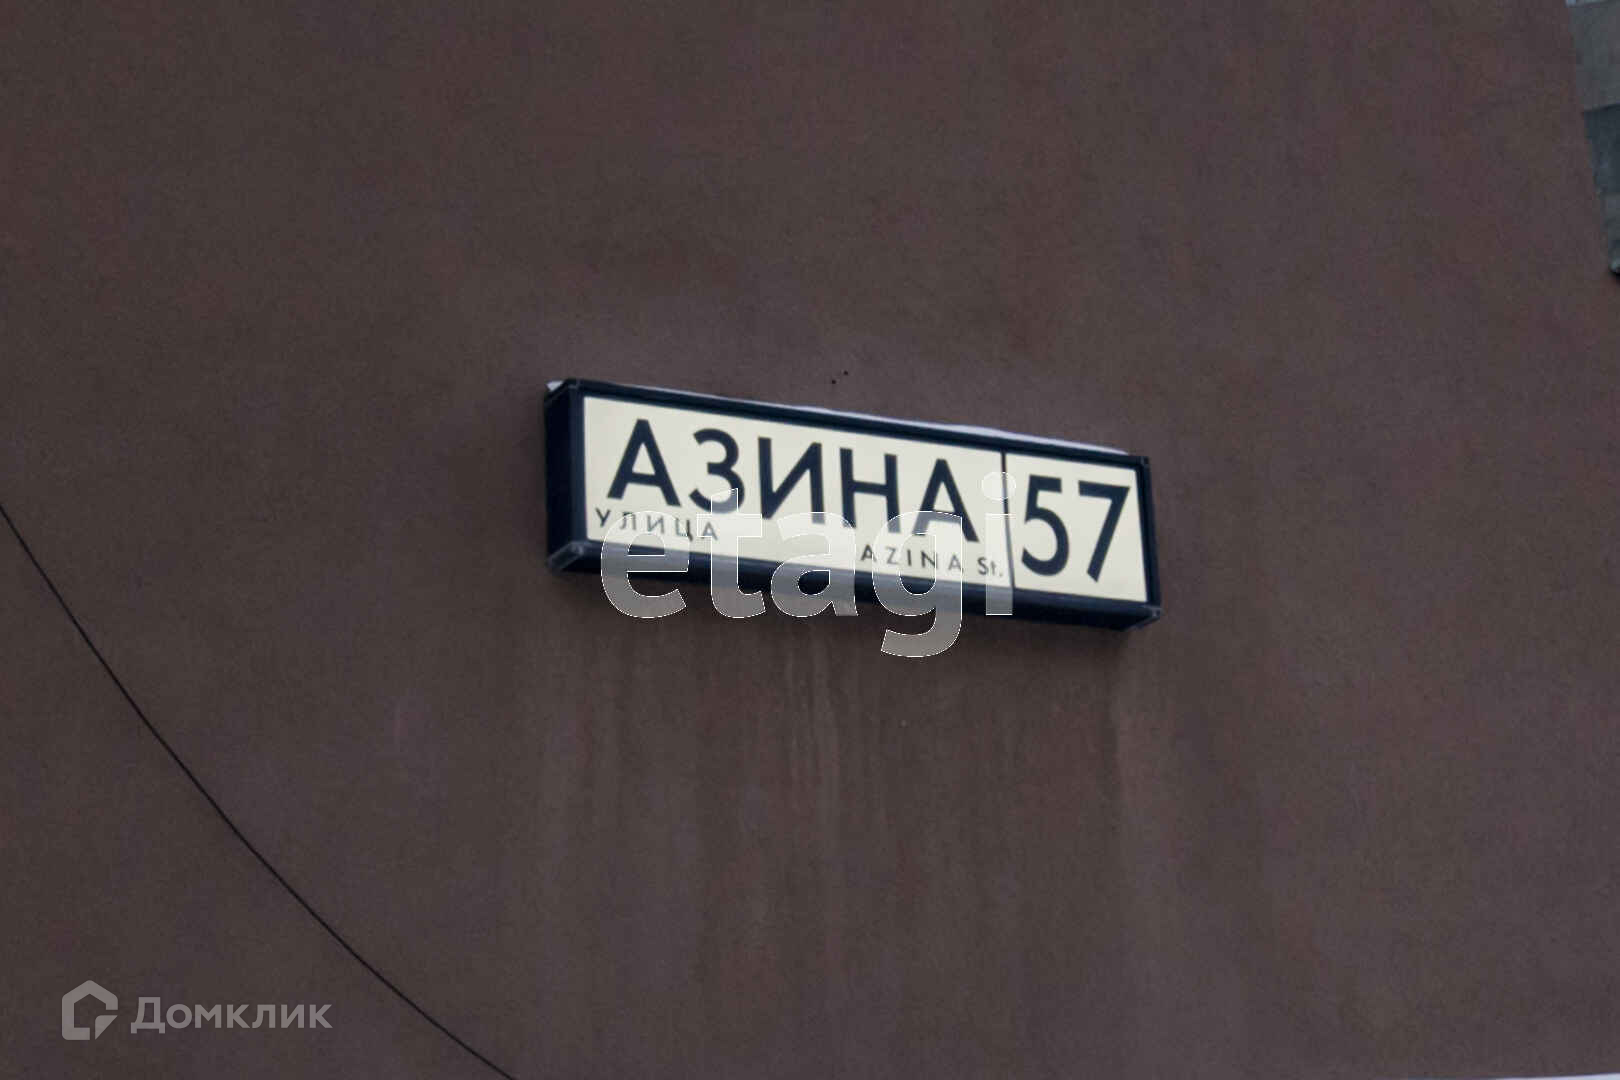 АЗИНА 57
УЛИЦА
AZINA St.
etagi
Домклик